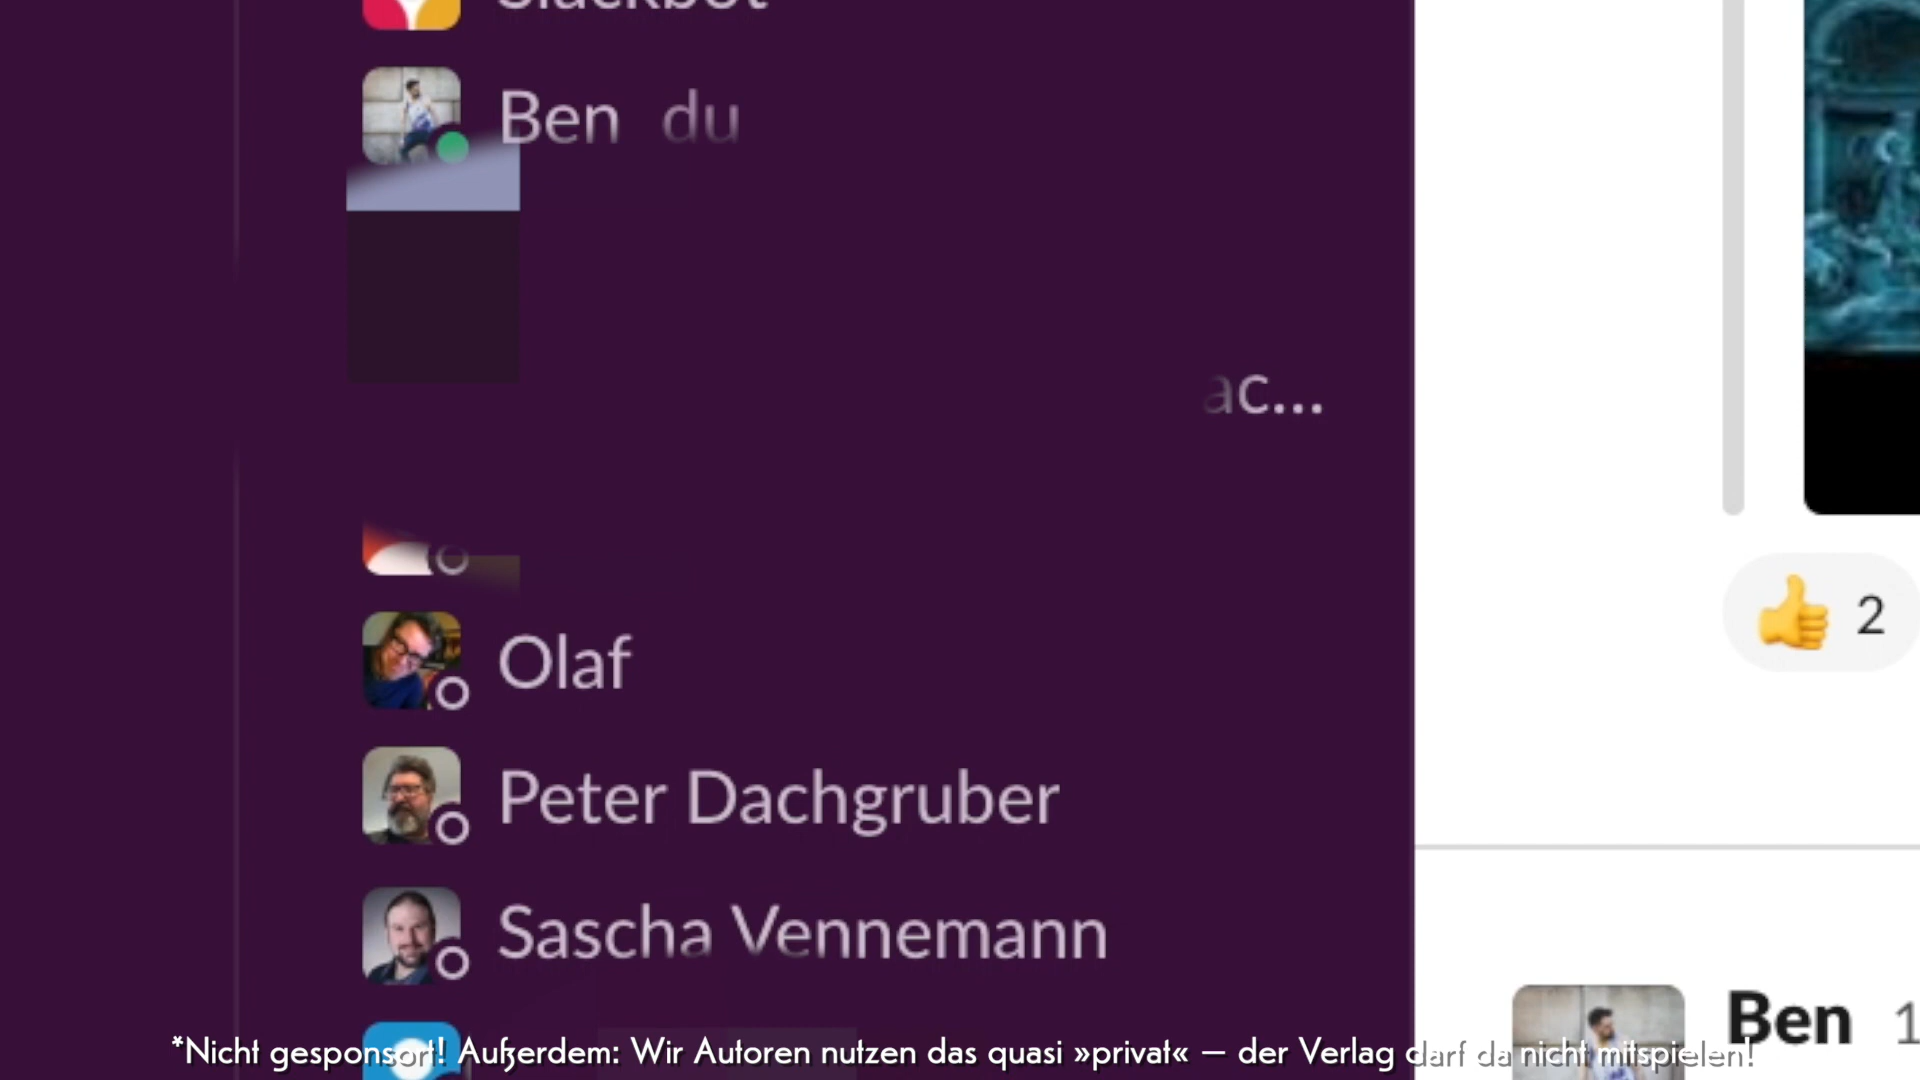 Slackbot
Ben du
ac...
Olaf
2
Peter Dachgruber
Sascha Vennemann
Ben 1
*Nicht gesponsort! Außerdem: Wir Autoren nutzen das quasi »privat« – der Verlag darf da nicht mitspielen!